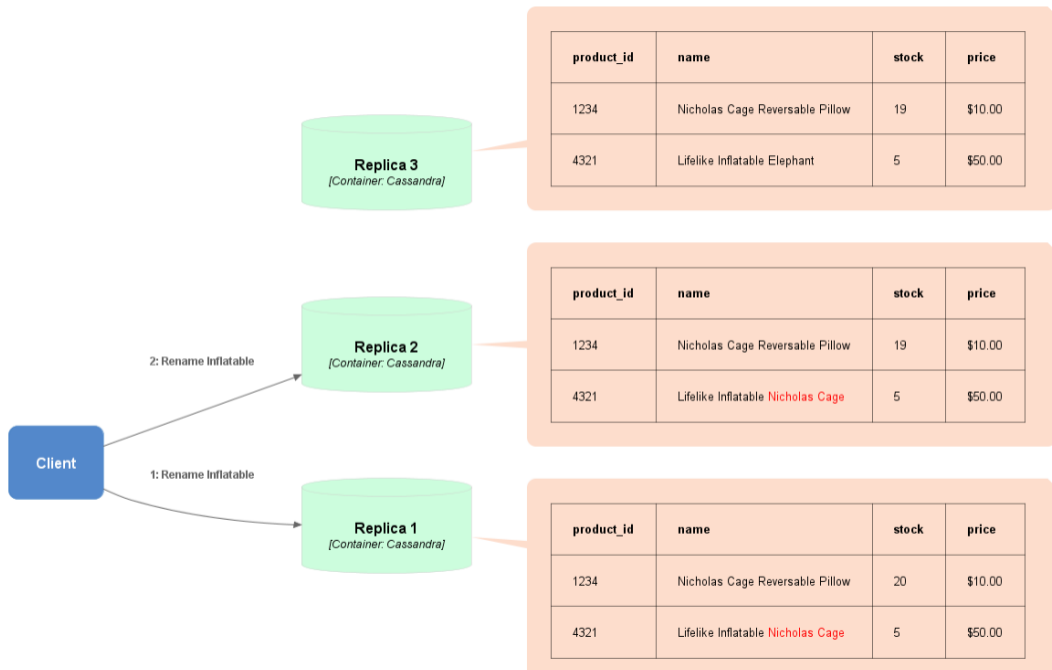 product_id name stock price
1234 Nicholas Cage Reversable Pillow 19 $10.00
4321 Lifelike Inflatable Elephant 5 $50.00
Replica 3
[Container: Cassandra]
product_id name stock price
1234 Nicholas Cage Reversable Pillow 19 $10.00
4321 Lifelike Inflatable Nicholas Cage 5 $50.00
Replica 2
[Container: Cassandra]
2: Rename Inflatable
Client
1: Rename Inflatable
Replica 1
[Container: Cassandra]
product_id name stock price
1234 Nicholas Cage Reversable Pillow 20 $10.00
4321 Lifelike Inflatable Nicholas Cage 5 $50.00